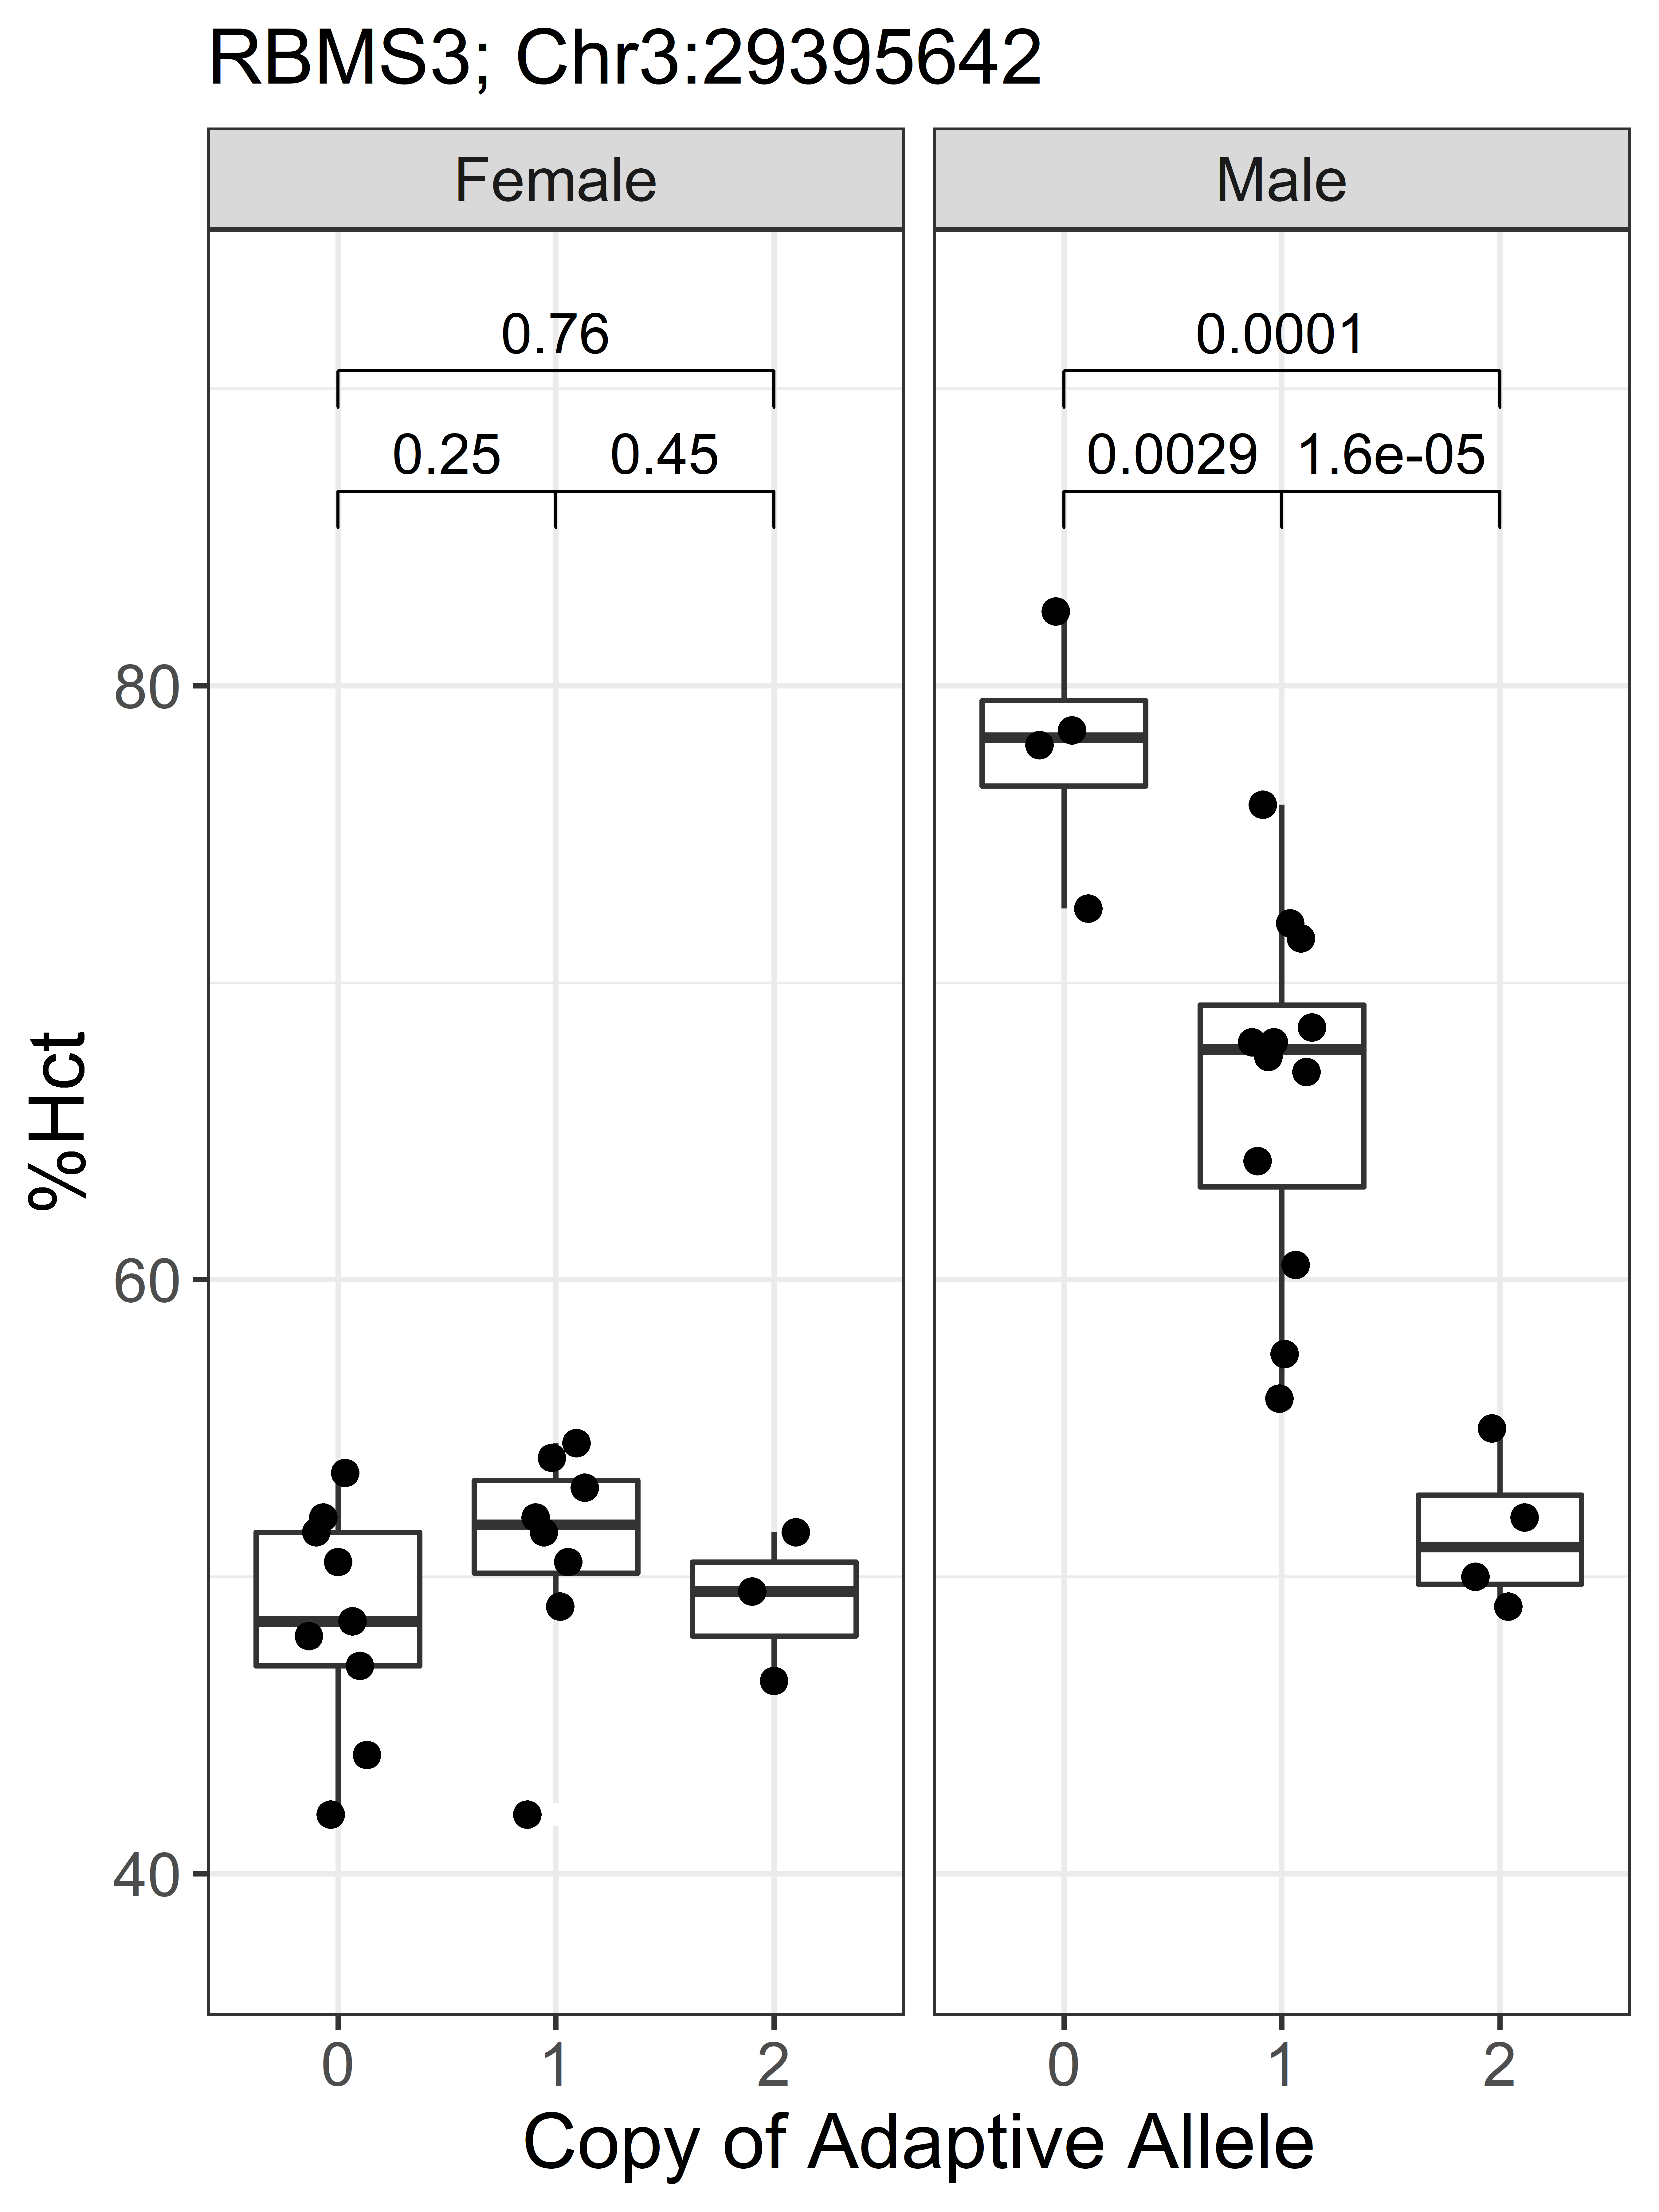 RBMS3; Chr3:29395642
Female Male
0.76 0.0001
0.25 0.45 0.0029 1.6e-05
80
%Hct
60
40
0 1 2 0 1 2
Copy of Adaptive Allele